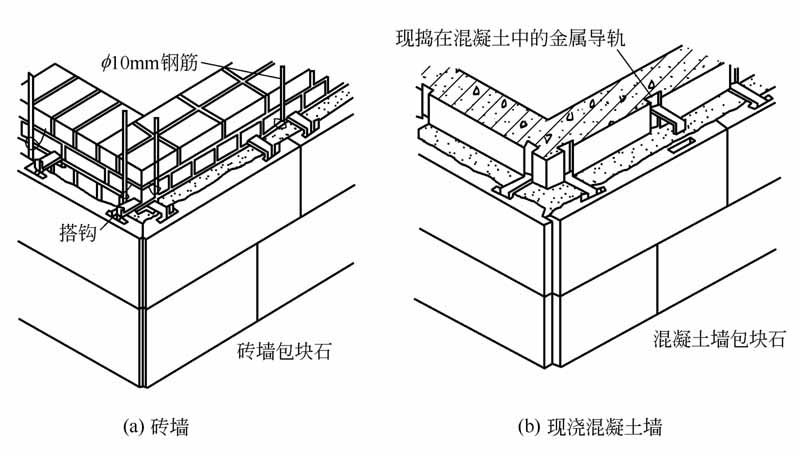 ϕ10mm钢筋
搭钩
砖墙包块石
(a) 砖墙
现捣在混凝土中的金属导轨
混凝土墙包块石
(b) 现浇混凝土墙